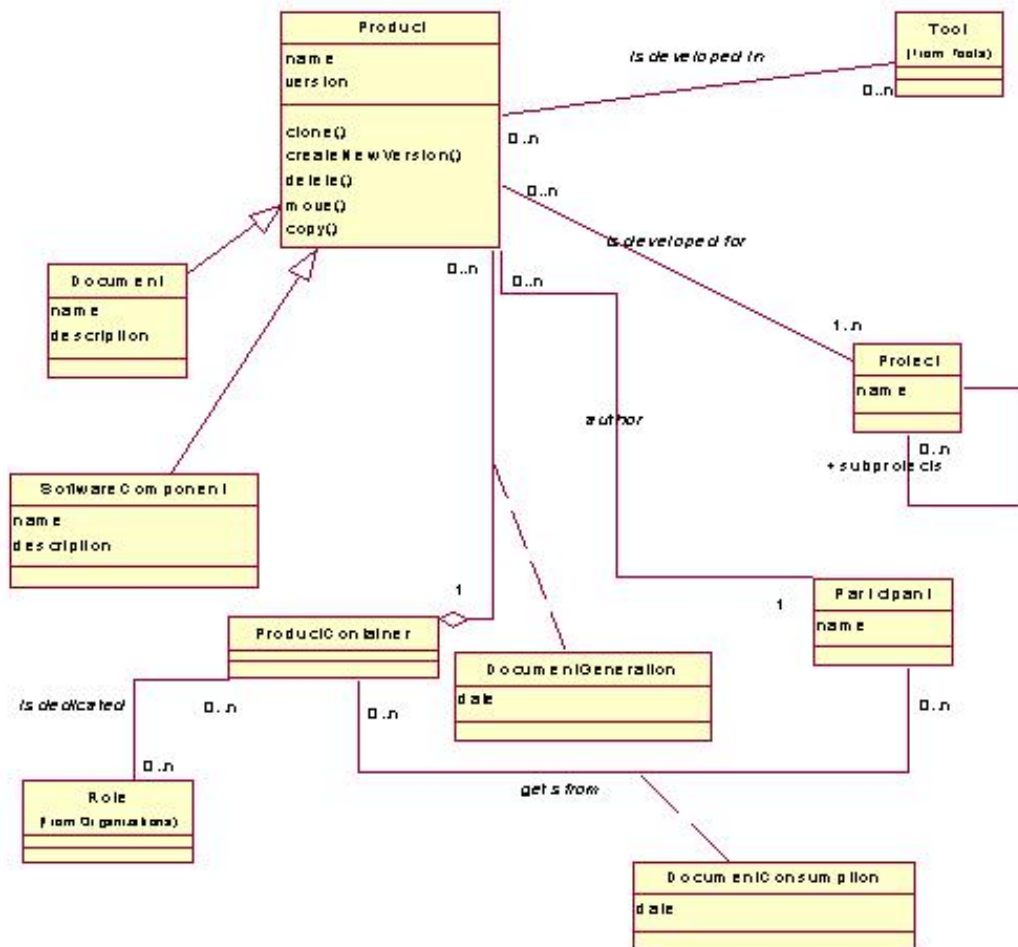 Product
name
version
clone()
createNewVersion()
delete()
move()
copy()
Tool
(from Tools)
is developed in
0..n
0..n
0..n
is developed for
1..n
Project
name
0..n
+subprojects
Document
name
description
0..n
0..n
author
SoftwareComponent
name
description
1
1
Participant
name
ProductContainer
DocumentGeneration
date
is dedicated
0..n
0..n
0..n
0..n
Role
(from Organizations)
gets from
DocumentConsumption
date